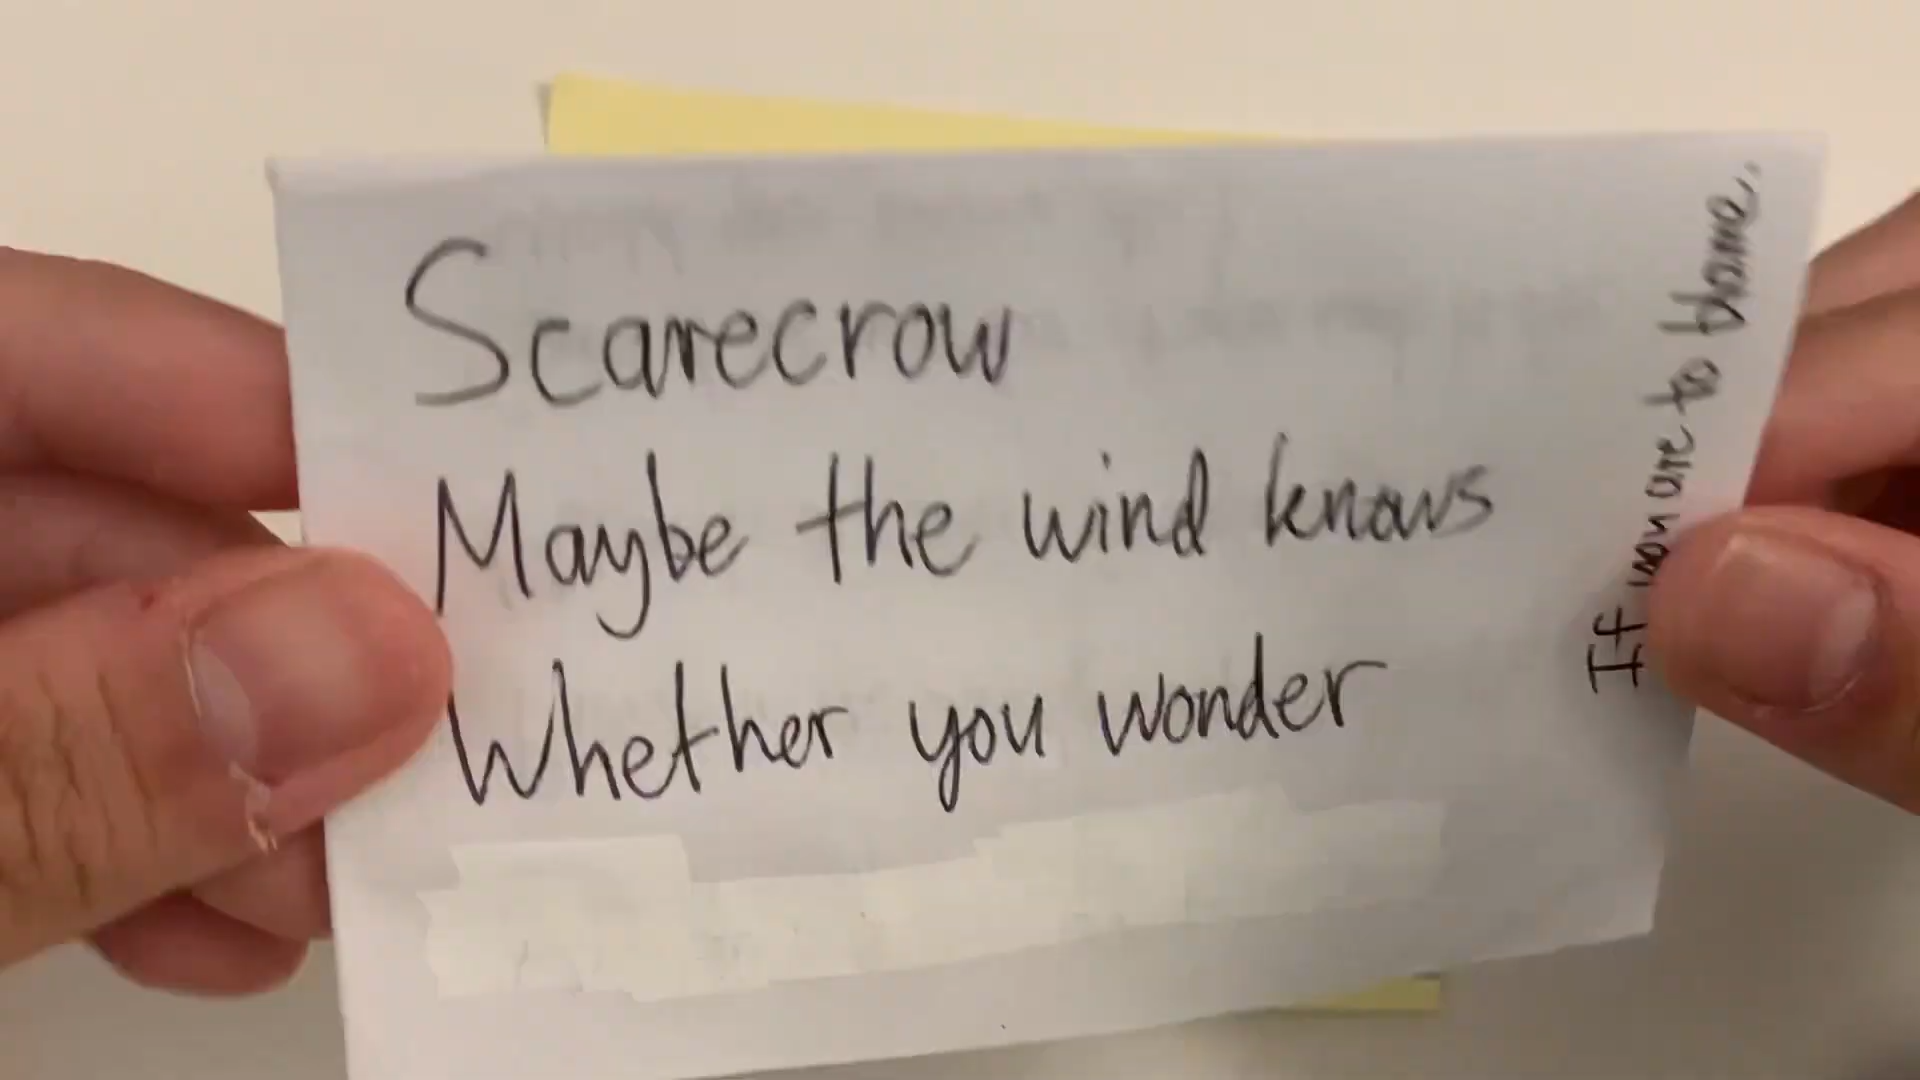 Scarecrow
Maybe the wind knows
Whether you wonder
If you are to blame.